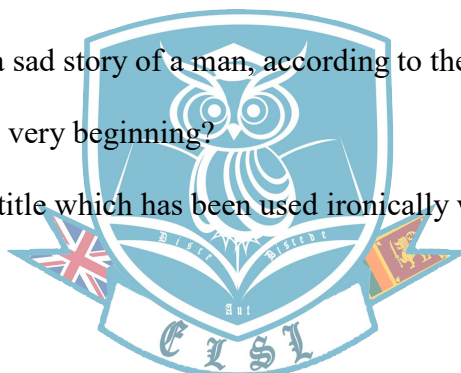 a sad story of a man, according to the
very beginning?
title which has been used ironically w
Disce Discede
Aut
ELSL